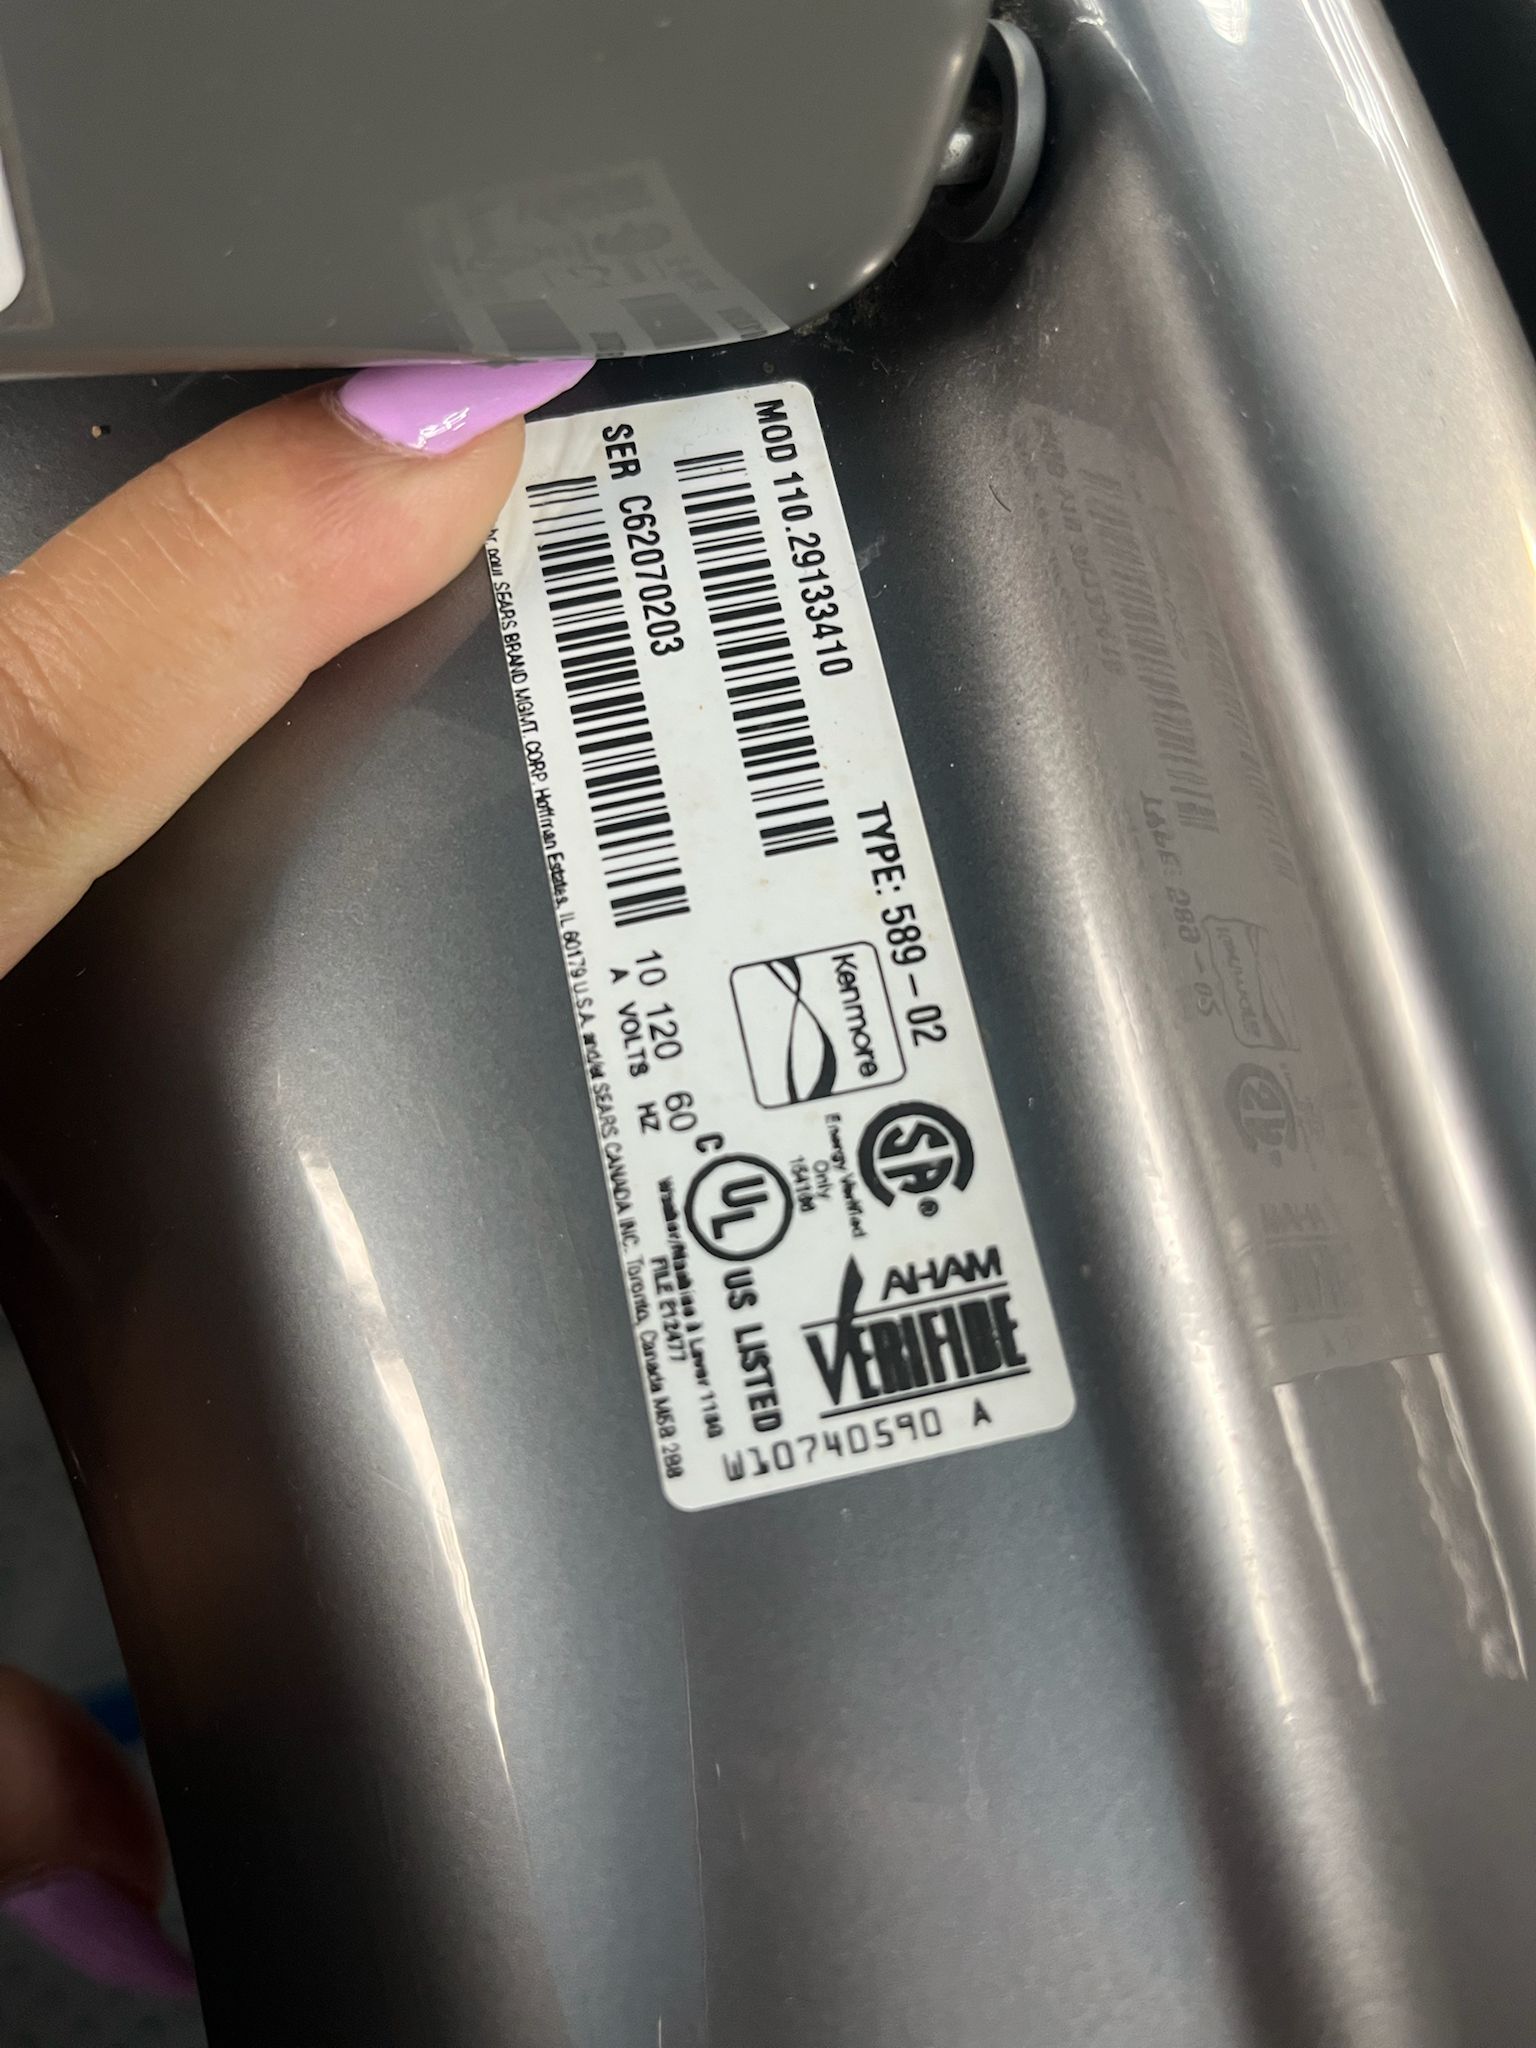 MOD 110.29133410
TYPE: 589-02
SER C62070203
Kenmore
SA®
Energy Verified
Only
AHAM
VERIFIDE
10 120 60
A VOLTS HZ
C UL US LISTED
FILE
SEARS BRAND MGMT. CORP. Hoffman Estates, IL 60179 U.S.A. and/et SEARS CANADA INC. Toronto, Canada M5B 2B8
W10740590 A